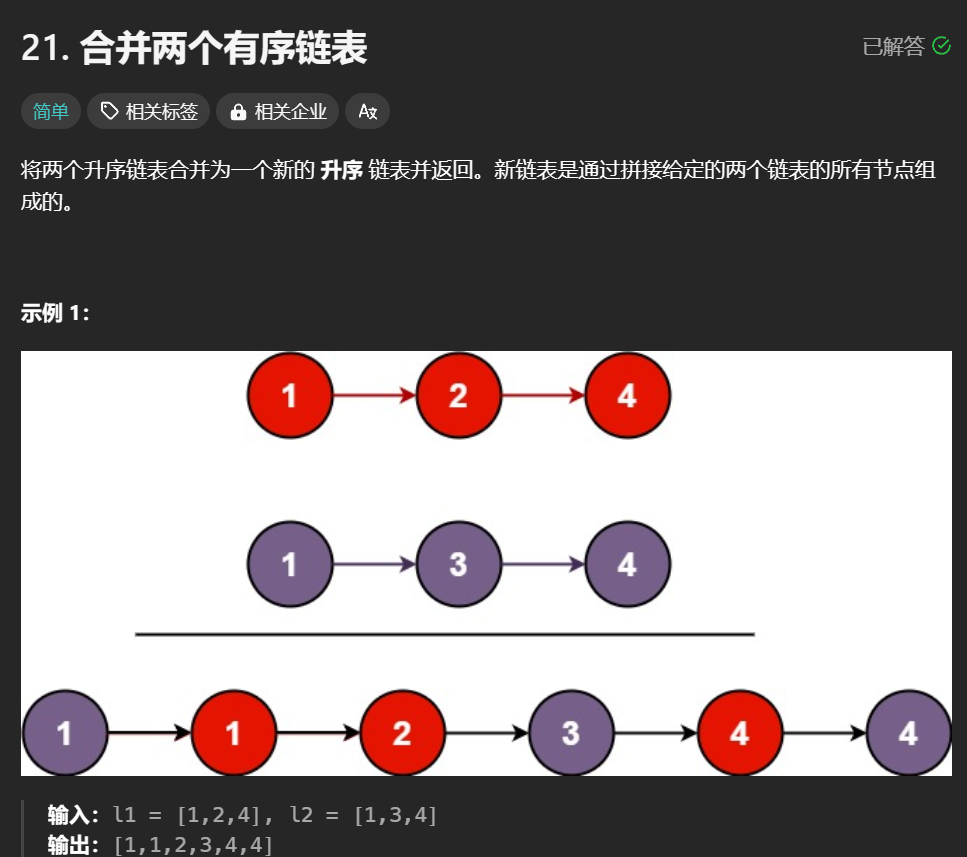 21. 合并两个有序链表
已解答
简单 相关标签 相关企业 Aあ
将两个升序链表合并为一个新的 升序 链表并返回。新链表是通过拼接给定的两个链表的所有节点组
成的。
示例 1：
1 2 4
1 3 4
1 1 2 3 4 4
输入：l1 = [1,2,4], l2 = [1,3,4]
输出：[1,1,2,3,4,4]